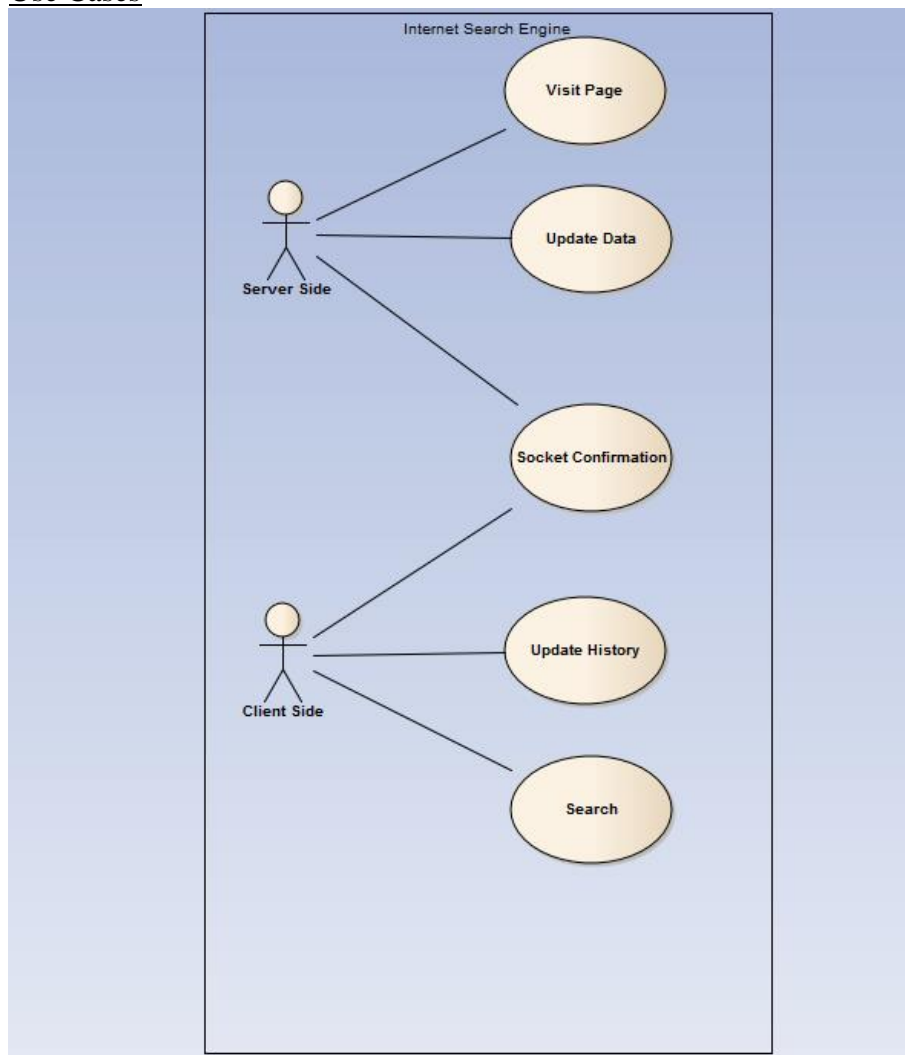 Use Cases
Internet Search Engine
Visit Page
Server Side
Update Data
Socket Confirmation
Client Side
Update History
Search